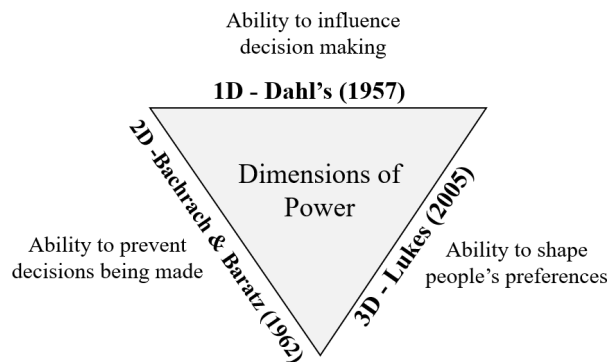 Ability to influence
decision making
1D - Dahl's (1957)
2D -Bachrach & Baratz (1962)
Dimensions of
Power
3D - Lukes (2005)
Ability to prevent
decisions being made
Ability to shape
people's preferences